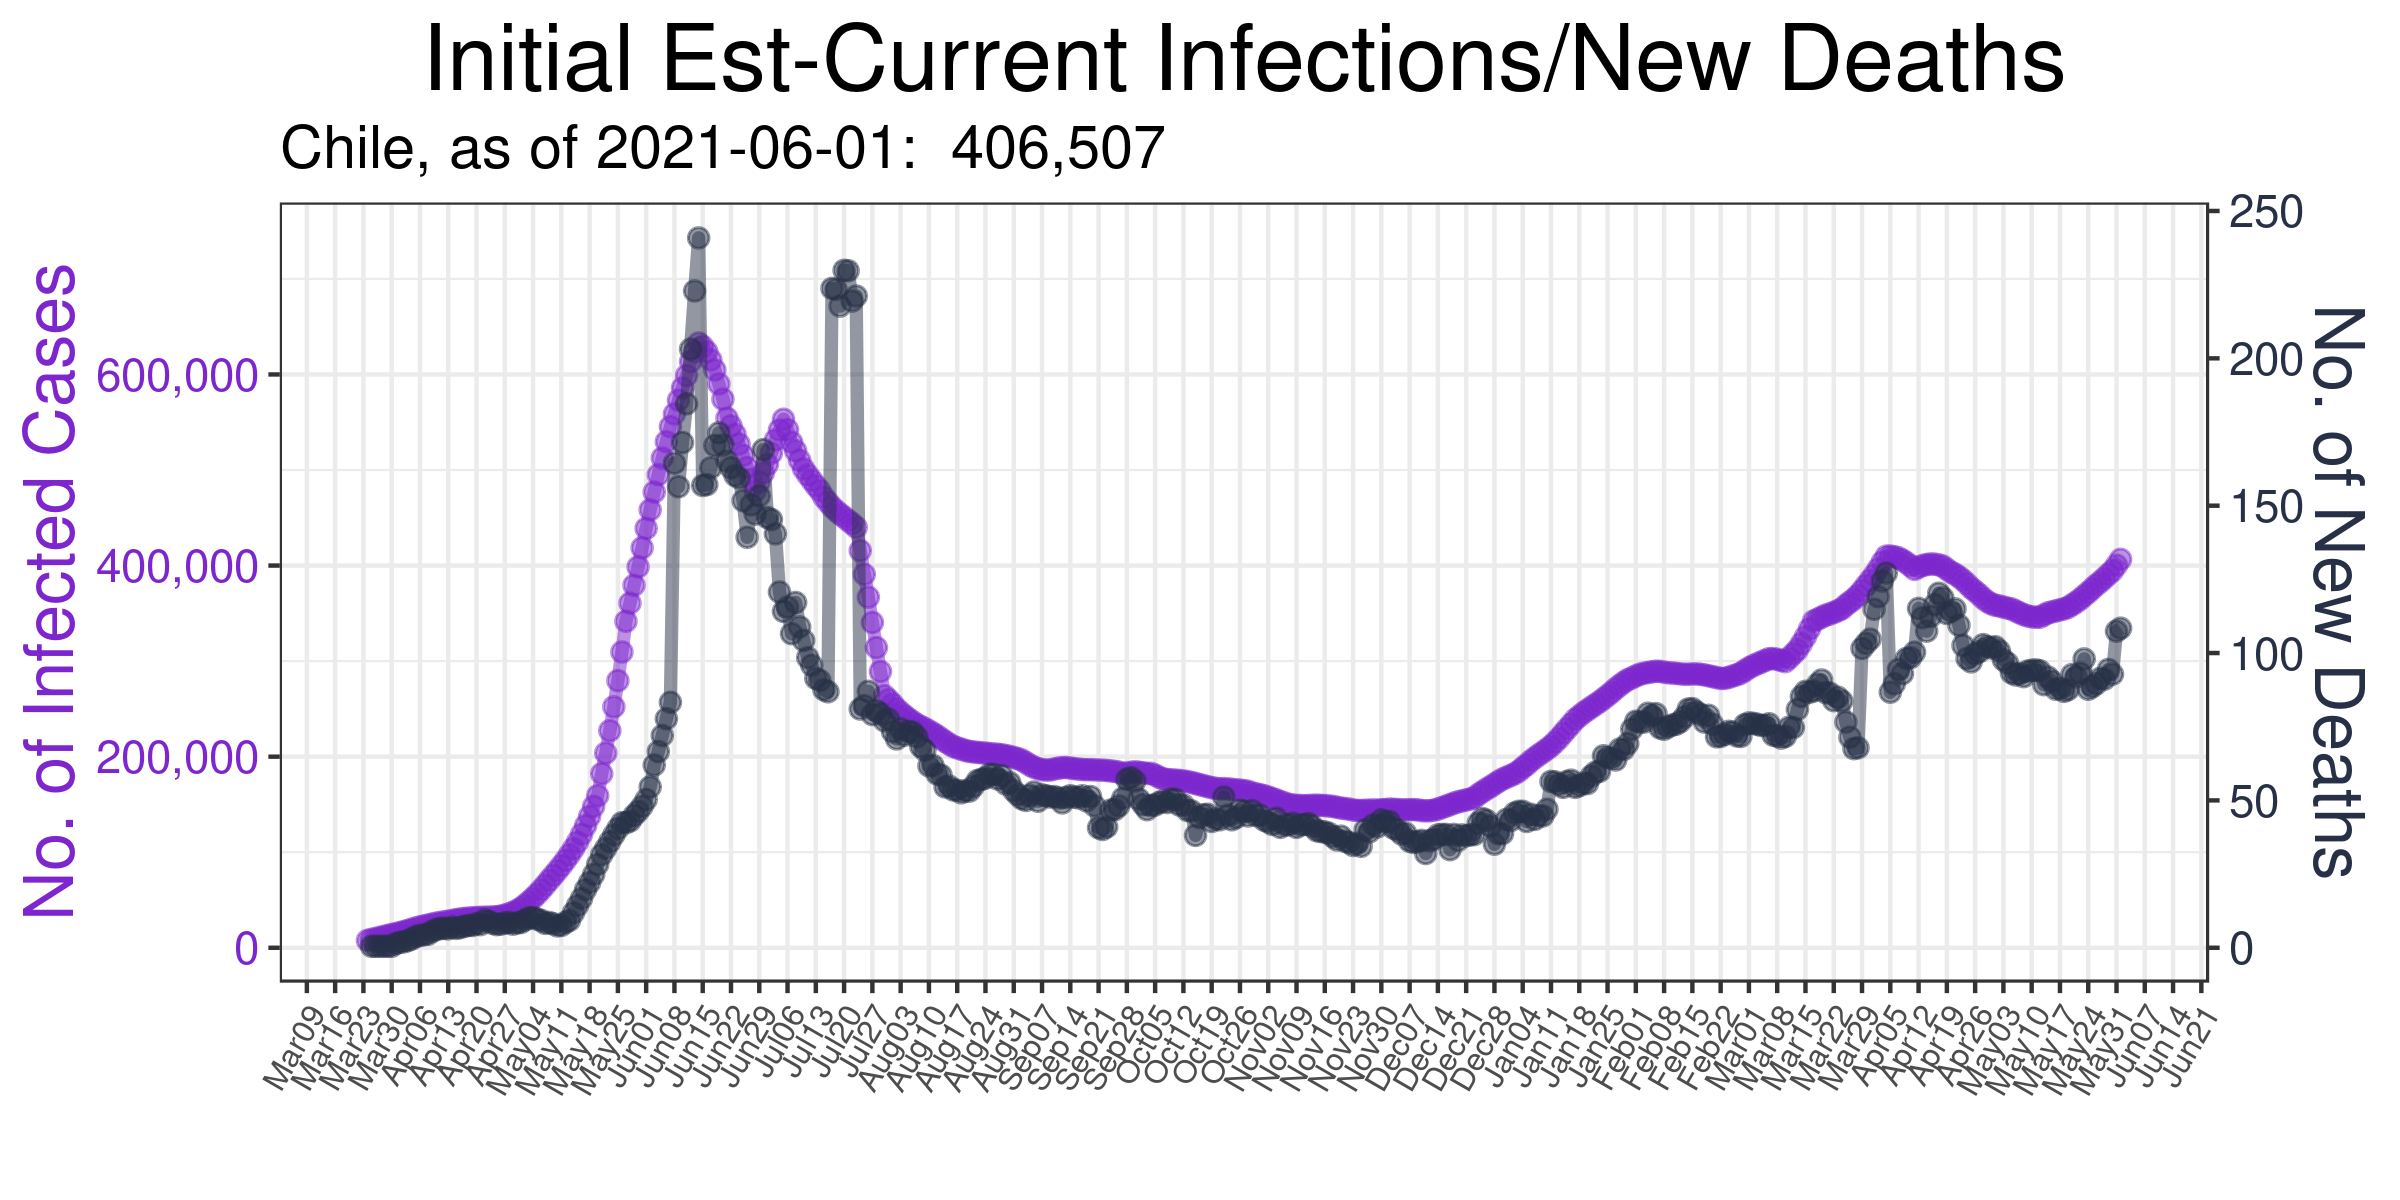 Initial Est-Current Infections/New Deaths
Chile, as of 2021-06-01:  406,507
No. of Infected Cases
600,000
400,000
200,000
0
250
200
150
100
50
0
No. of New Deaths
Mar09
Mar16
Mar23
Mar30
Apr06
Apr13
Apr20
Apr27
May04
May11
May18
May25
Jun01
Jun08
Jun15
Jun22
Jun29
Jul06
Jul13
Jul20
Jul27
Aug03
Aug10
Aug17
Aug24
Aug31
Sep07
Sep14
Sep21
Sep28
Oct05
Oct12
Oct19
Oct26
Nov02
Nov09
Nov16
Nov23
Nov30
Dec07
Dec14
Dec21
Dec28
Jan04
Jan11
Jan18
Jan25
Feb01
Feb08
Feb15
Feb22
Mar01
Mar08
Mar15
Mar22
Mar29
Apr05
Apr12
Apr19
Apr26
May03
May10
May17
May24
May31
Jun07
Jun14
Jun21